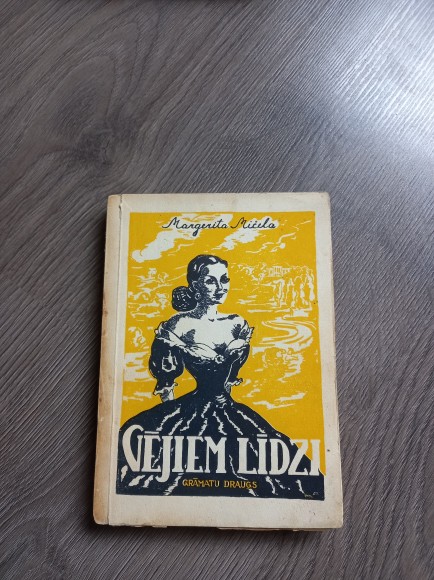 Margerita Mičela
VĒJIEM LĪDZI
GRĀMATU DRAUGS